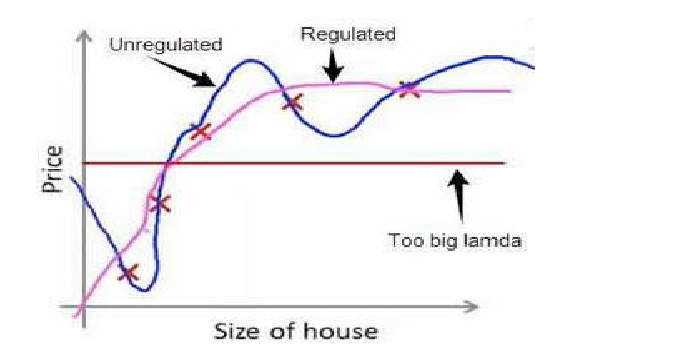 Regulated
Unregulated
Price
Too big lamda
Size of house